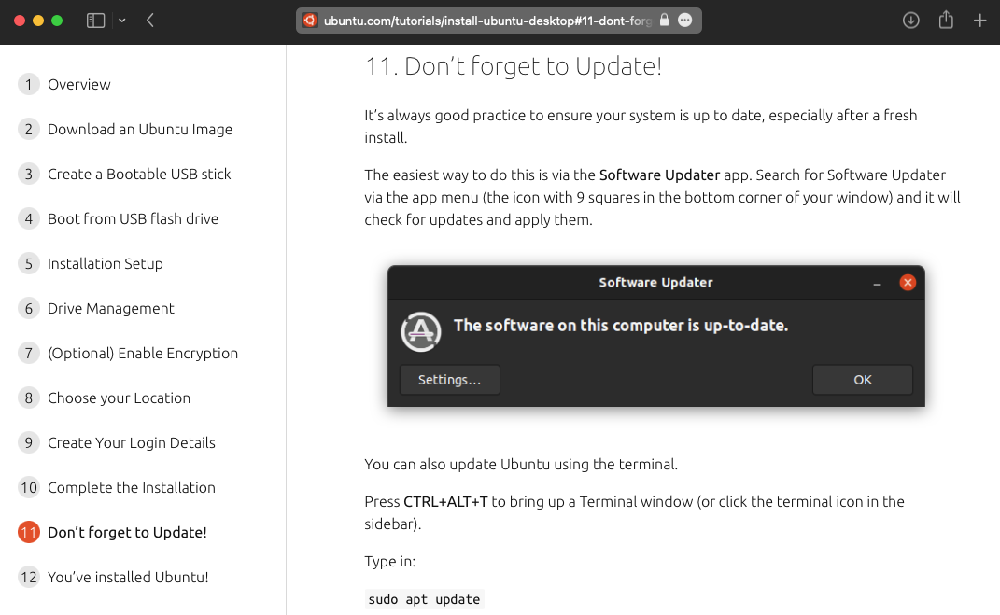 ubuntu.com/tutorials/install-ubuntu-desktop#11-dont-forg
1 Overview
2 Download an Ubuntu Image
3 Create a Bootable USB stick
4 Boot from USB flash drive
5 Installation Setup
6 Drive Management
7 (Optional) Enable Encryption
8 Choose your Location
9 Create Your Login Details
10 Complete the Installation
11 Don’t forget to Update!
12 You’ve installed Ubuntu!
11. Don’t forget to Update!
It’s always good practice to ensure your system is up to date, especially after a fresh
install.
The easiest way to do this is via the Software Updater app. Search for Software Updater
via the app menu (the icon with 9 squares in the bottom corner of your window) and it will
check for updates and apply them.
Software Updater
The software on this computer is up-to-date.
Settings...
OK
You can also update Ubuntu using the terminal.
Press CTRL+ALT+T to bring up a Terminal window (or click the terminal icon in the
sidebar).
Type in:
sudo apt update